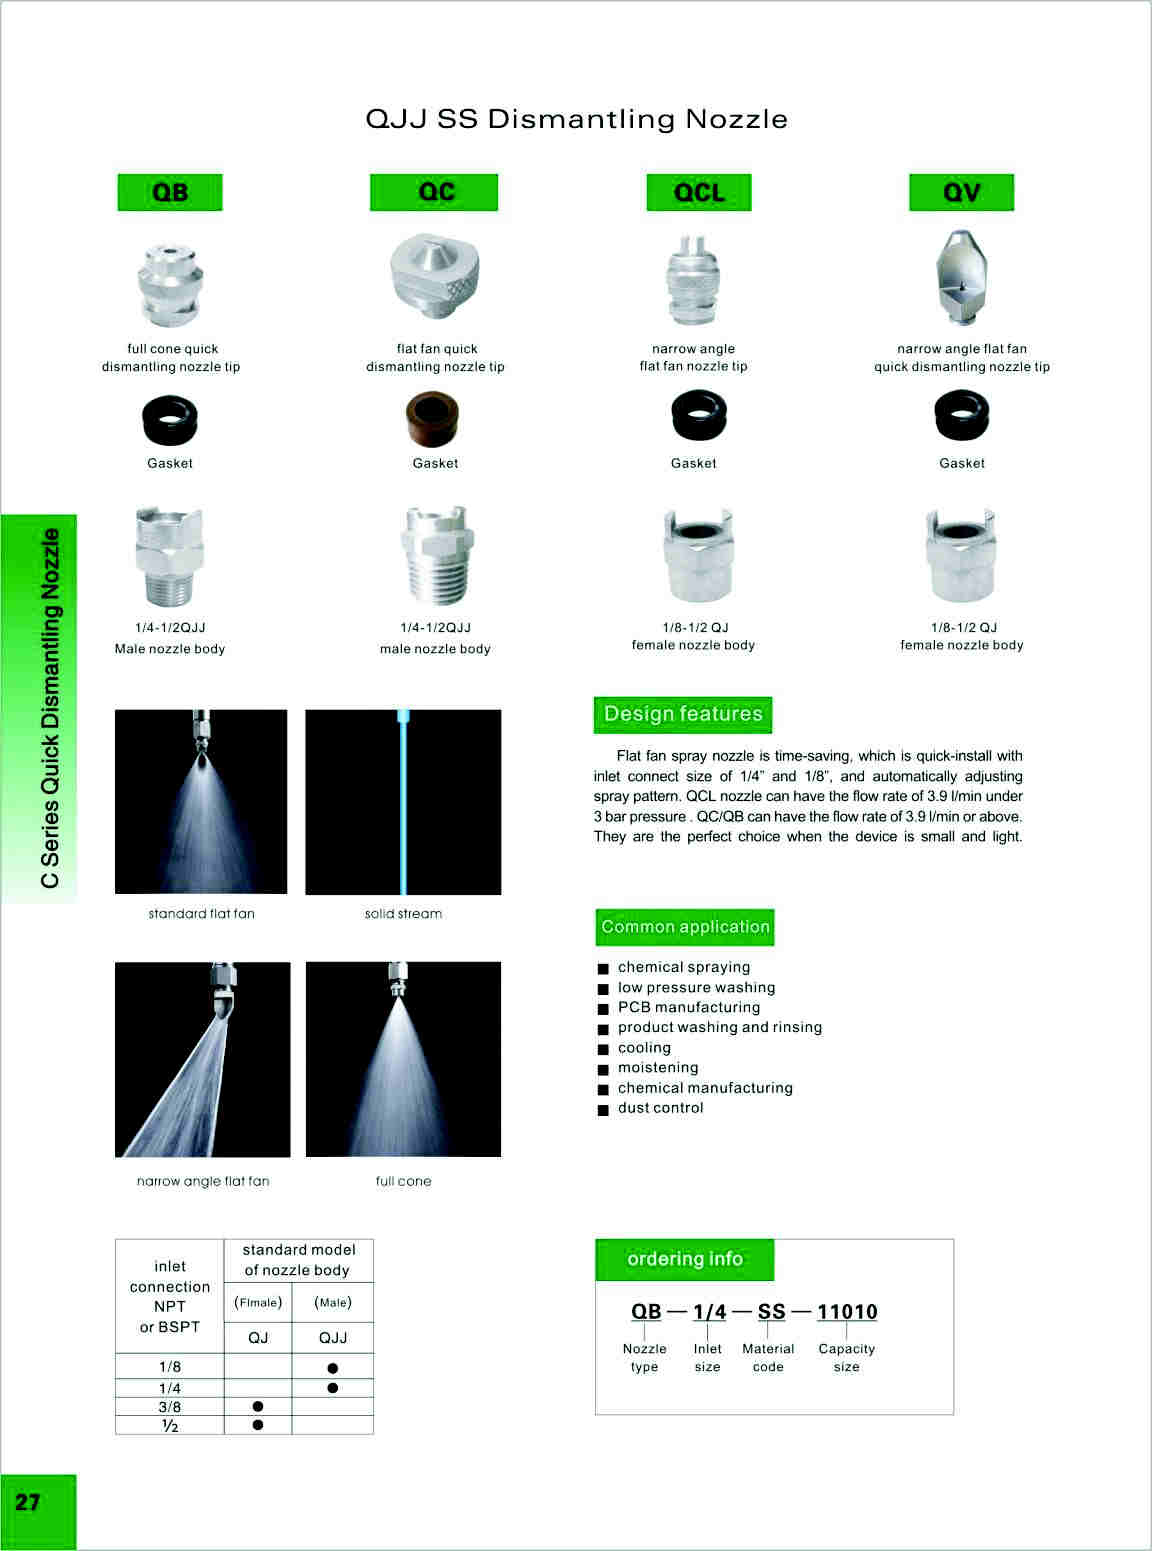 QJJ SS Dismantling Nozzle
QB
QC
QCL
QV
full cone quick
dismantling nozzle tip
flat fan quick
dismantling nozzle tip
narrow angle
flat fan nozzle tip
narrow angle flat fan
quick dismantling nozzle tip
Gasket
Gasket
Gasket
Gasket
1/4-1/2QJJ
Male nozzle body
1/4-1/2QJJ
male nozzle body
1/8-1/2 QJ
female nozzle body
1/8-1/2 QJ
female nozzle body
C Series Quick Dismantling Nozzle
standard flat fan
solid stream
narrow angle flat fan
full cone
Design features
Flat fan spray nozzle is time-saving, which is quick-install with
inlet connect size of 1/4” and 1/8”, and automatically adjusting
spray pattern. QCL nozzle can have the flow rate of 3.9 l/min under
3 bar pressure . QC/QB can have the flow rate of 3.9 l/min or above.
They are the perfect choice when the device is small and light.
Common application
■ chemical spraying
■ low pressure washing
■ PCB manufacturing
■ product washing and rinsing
■ cooling
■ moistening
■ chemical manufacturing
■ dust control
inlet
connection
NPT
or BSPT
standard model
of nozzle body
(Flmale) (Male)
QJ QJJ
1/8 ●
1/4 ●
3/8 ●
½ ●
ordering info
QB — 1/4 — SS — 11010
Nozzle
type
Inlet
size
Material
code
Capacity
size
27